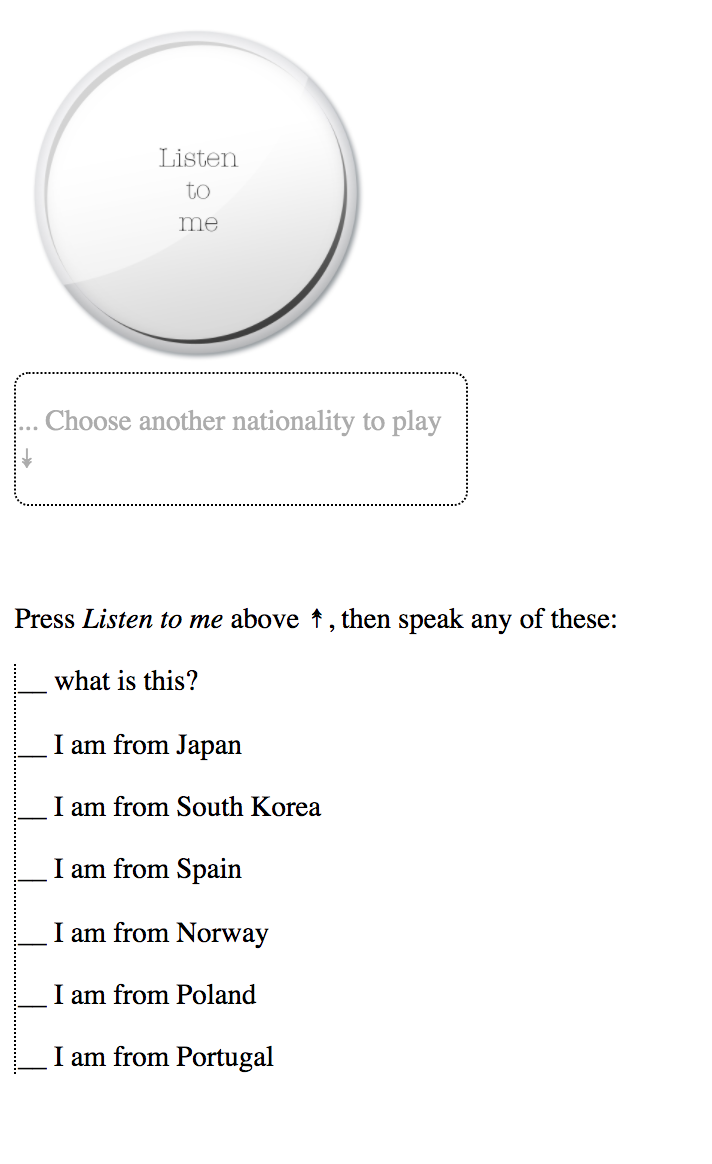 Listen
to
me
... Choose another nationality to play
↡
Press Listen to me above ↟, then speak any of these:
__ what is this?
__ I am from Japan
__ I am from South Korea
__ I am from Spain
__ I am from Norway
__ I am from Poland
__ I am from Portugal